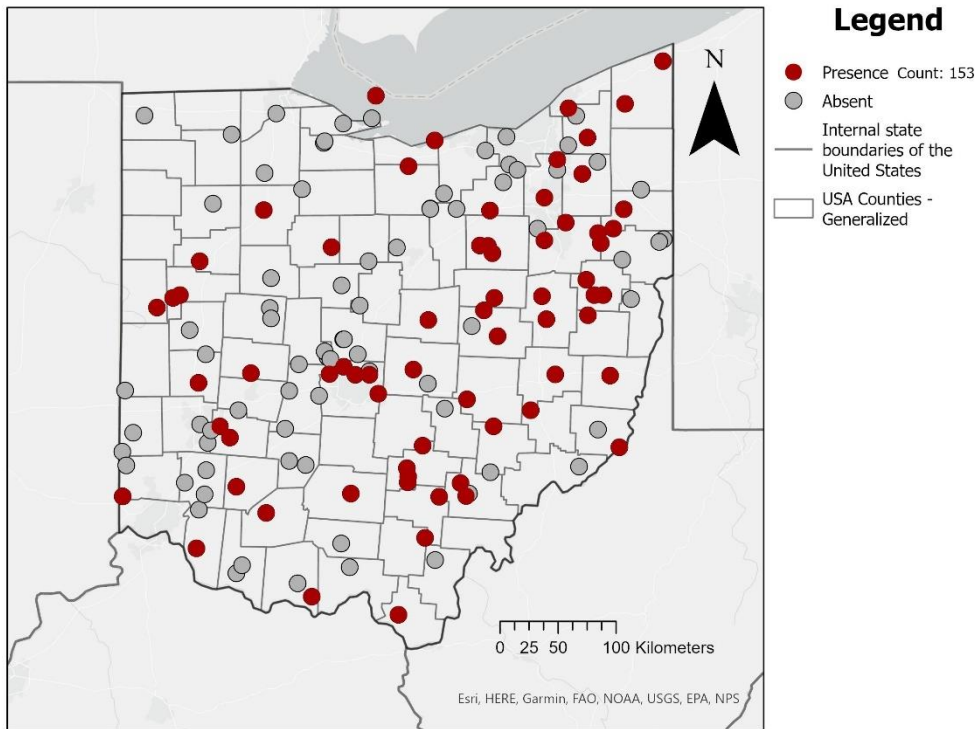 Legend
Presence Count: 153
Absent
Internal state
boundaries of the
United States
USA Counties -
Generalized
N
0 25 50 100 Kilometers
Esri, HERE, Garmin, FAO, NOAA, USGS, EPA, NPS